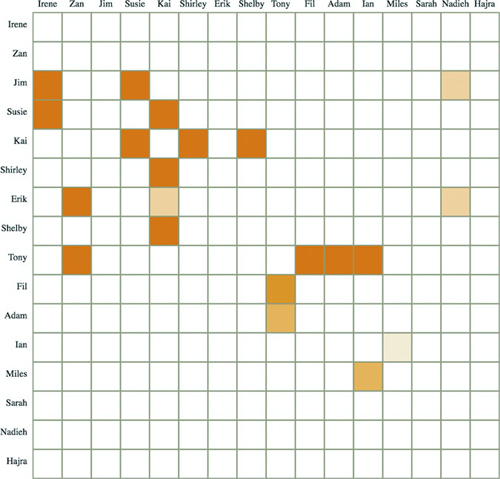 Irene Zan Jim Susie Kai Shirley Erik Shelby Tony Fil Adam Ian Miles Sarah Nadieh Hajra
Irene
Zan
Jim
Susie
Kai
Shirley
Erik
Shelby
Tony
Fil
Adam
Ian
Miles
Sarah
Nadieh
Hajra